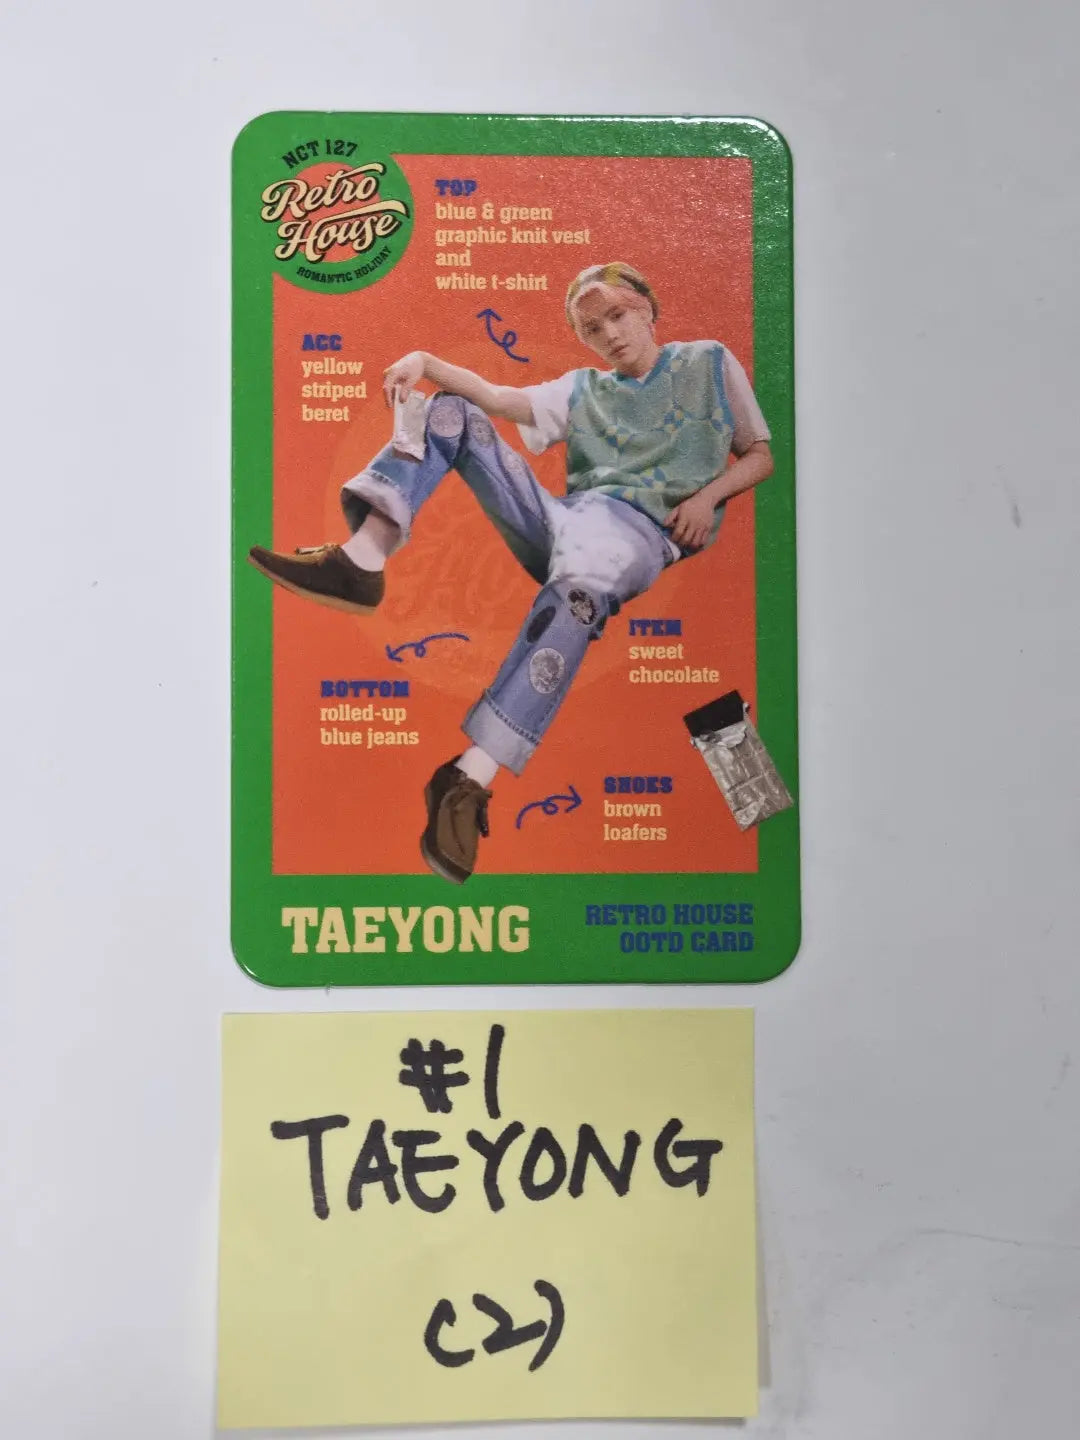 NCT 127
Retro
House
ROMANTIC HOLIDAY
TOP
blue & green
graphic knit vest
and
white t-shirt
ACC
yellow
striped
beret
ITEM
sweet
chocolate
BOTTOM
rolled-up
blue jeans
SHOES
brown
loafers
TAEYONG
RETRO HOUSE
OOTD CARD
#1
TAEYONG
(2)